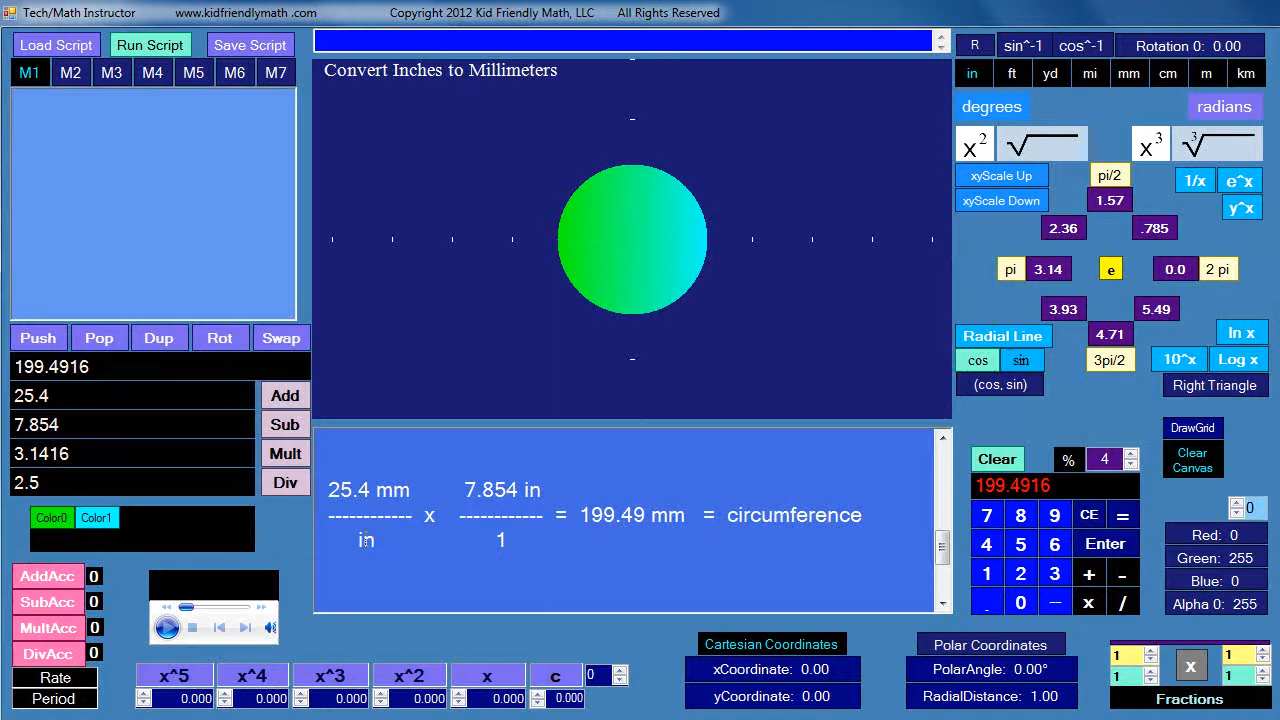 Tech/Math Instructor www.kidfriendlymath .com Copyright 2012 Kid Friendly Math, LLC All Rights Reserved
Load Script Run Script Save Script
M1 M2 M3 M4 M5 M6 M7
Push Pop Dup Rot Swap
199.4916
25.4 Add
7.854 Sub
3.1416 Mult
2.5 Div
Color0 Color1
AddAcc 0
SubAcc 0
MultAcc 0
DivAcc 0
Rate
Period
x^5 x^4 x^3 x^2 x c 0
0.000 0.000 0.000 0.000 0.000 0.000
Convert Inches to Millimeters
25.4 mm 7.854 in
------------ x ------------ = 199.49 mm = circumference
in 1
Cartesian Coordinates
xCoordinate: 0.00
yCoordinate: 0.00
Polar Coordinates
PolarAngle: 0.00°
RadialDistance: 1.00
R sin^-1 cos^-1 Rotation 0: 0.00
in ft yd mi mm cm m km
degrees radians
x2 √ x3 3√
xyScale Up pi/2 1/x e^x
xyScale Down 1.57 y^x
2.36 .785
pi 3.14 e 0.0 2 pi
3.93 5.49
Radial Line 4.71 ln x
cos sin 3pi/2 10^x Log x
(cos, sin) Right Triangle
DrawGrid
Clear
Canvas
Clear % 4
199.4916
7 8 9 CE =
4 5 6 Enter
1 2 3 + -
. 0 — x /
0
Red: 0
Green: 255
Blue: 0
Alpha 0: 255
1 x 1
1 1
Fractions